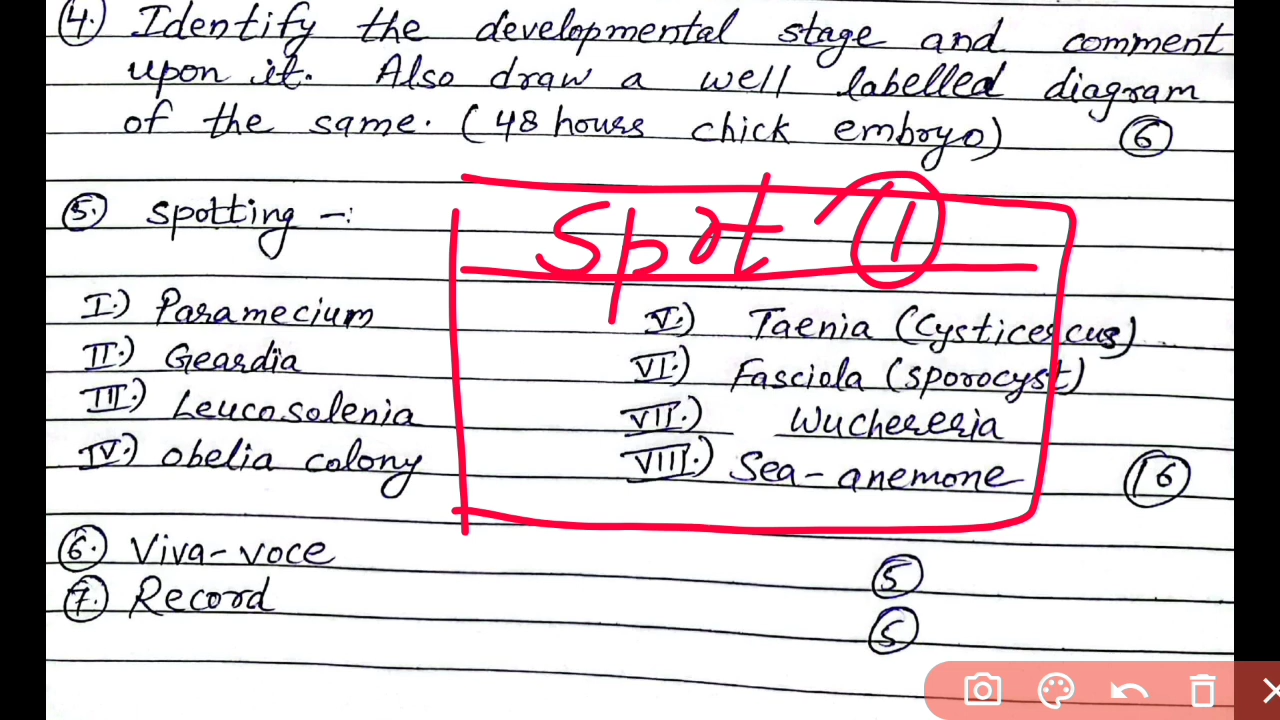 4. Identify the developmental stage and comment
upon it. Also draw a well labelled diagram
of the same. (48 hours chick embryo) 6
5. spotting -:
Spot 1
I.) Paramecium
II.) Geardia
III.) Leucosolenia
IV.) obelia colony
V.) Taenia (Cysticercus)
VI.) Fasciola (sporocyst)
VII.) Wuchereria
VIII.) Sea-anemone 16
6. Viva-voce 5
7. Record 5